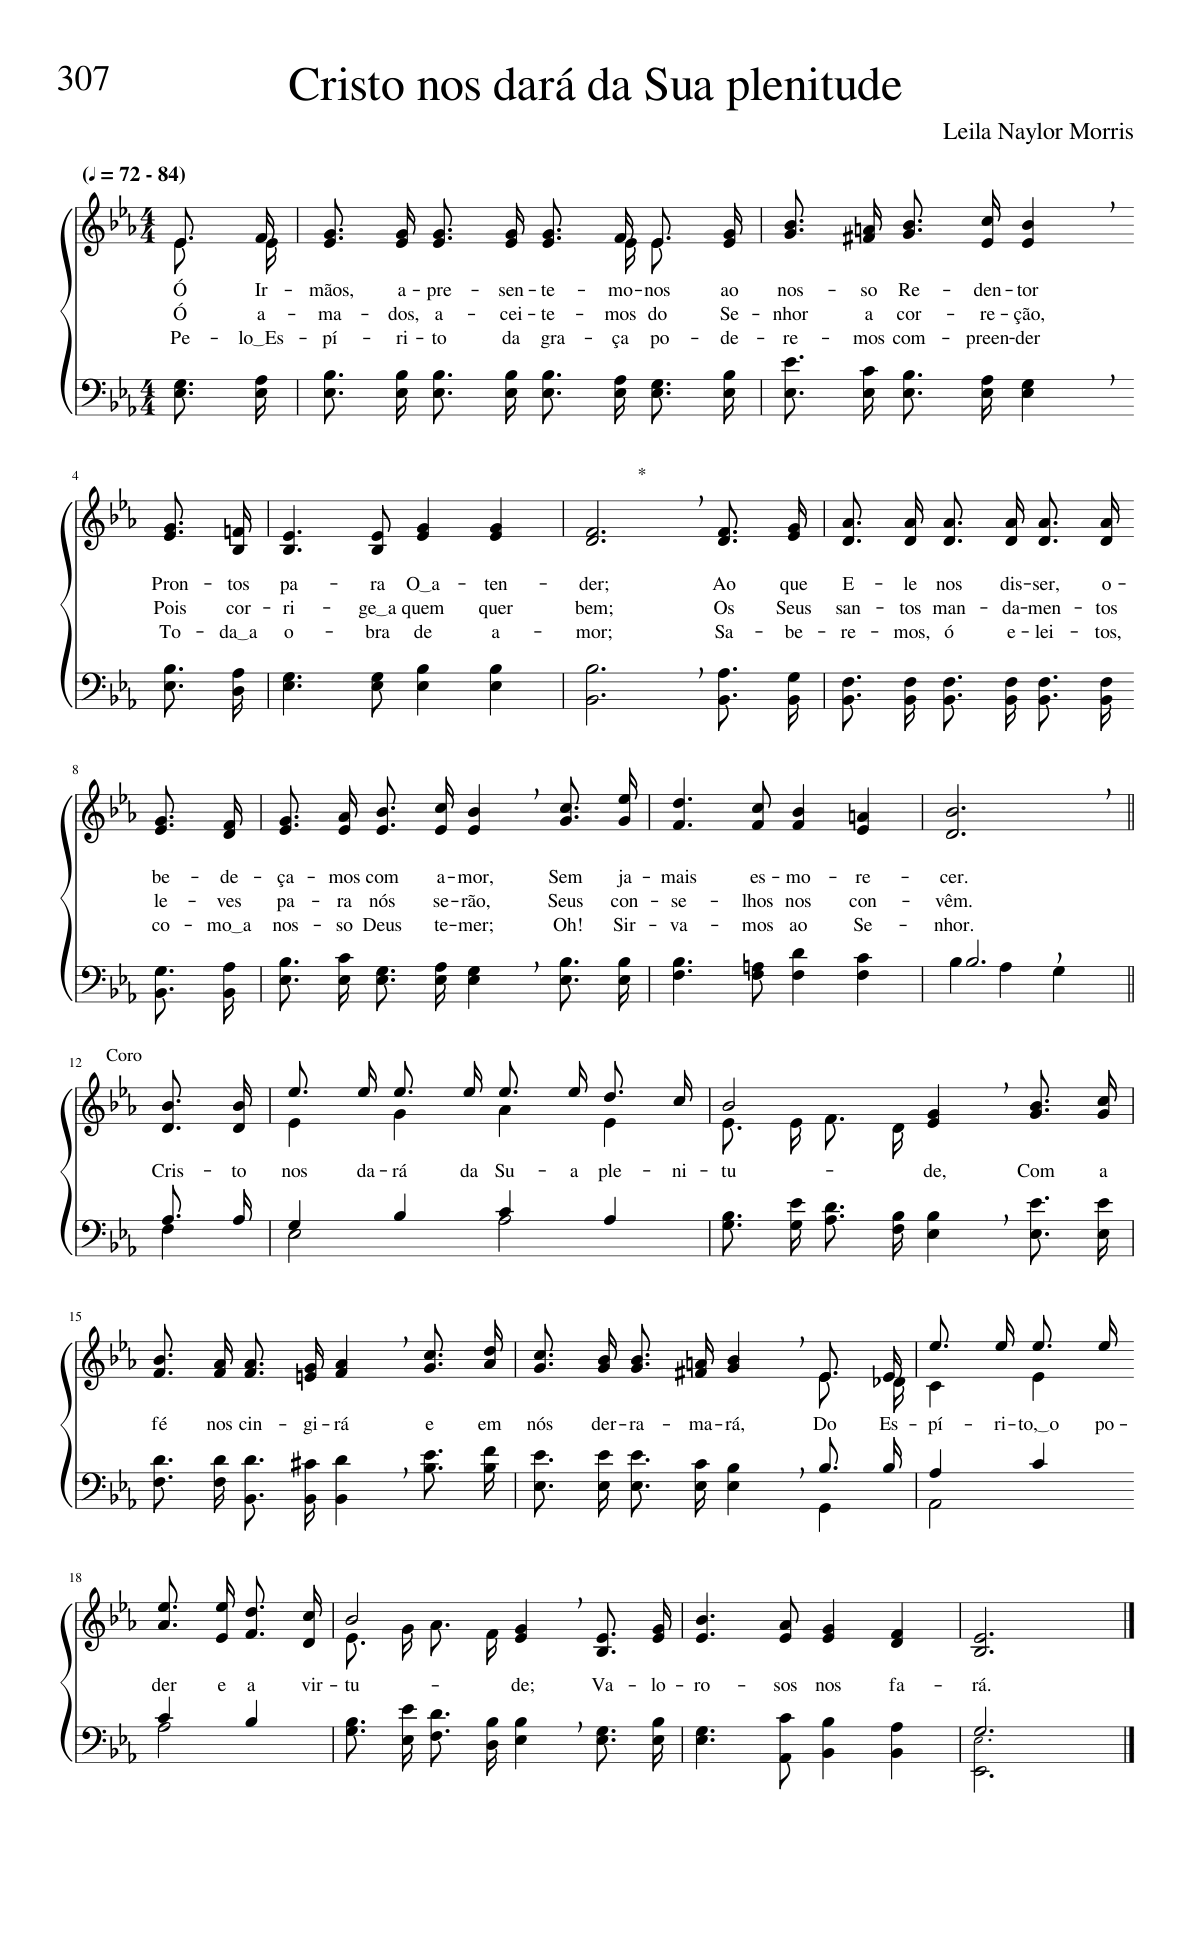 307
Cristo nos dará da Sua plenitude
Leila Naylor Morris
(♩ = 72 - 84)
Ó Ir - mãos, a - pre - sen - te - mo - nos ao nos - so Re - den - tor
Ó a - ma - dos, a - cei - te - mos do Se - nhor a cor - re - ção,
Pe - lo‿Es - pí - ri - to da gra - ça po - de - re - mos com - preen - der
4
*
Pron - tos pa - ra O‿a - ten - der; Ao que E - le nos dis - ser, o -
Pois cor - ri - ge‿a quem quer bem; Os Seus san - tos man - da - men - tos
To - da‿a o - bra de a - mor; Sa - be - re - mos, ó e - lei - tos,
8
be - de - ça - mos com a - mor, Sem ja - mais es - mo - re - cer.
le - ves pa - ra nós se - rão, Seus con - se - lhos nos con - vêm.
co - mo‿a nos - so Deus te - mer; Oh! Sir - va - mos ao Se - nhor.
12
Coro
Cris - to nos da - rá da Su - a ple - ni - tu - de, Com a
15
fé nos cin - gi - rá e em nós der - ra - ma - rá, Do Es - pí - ri - to,‿o po -
18
der e a vir - tu - de; Va - lo - ro - sos nos fa - rá.